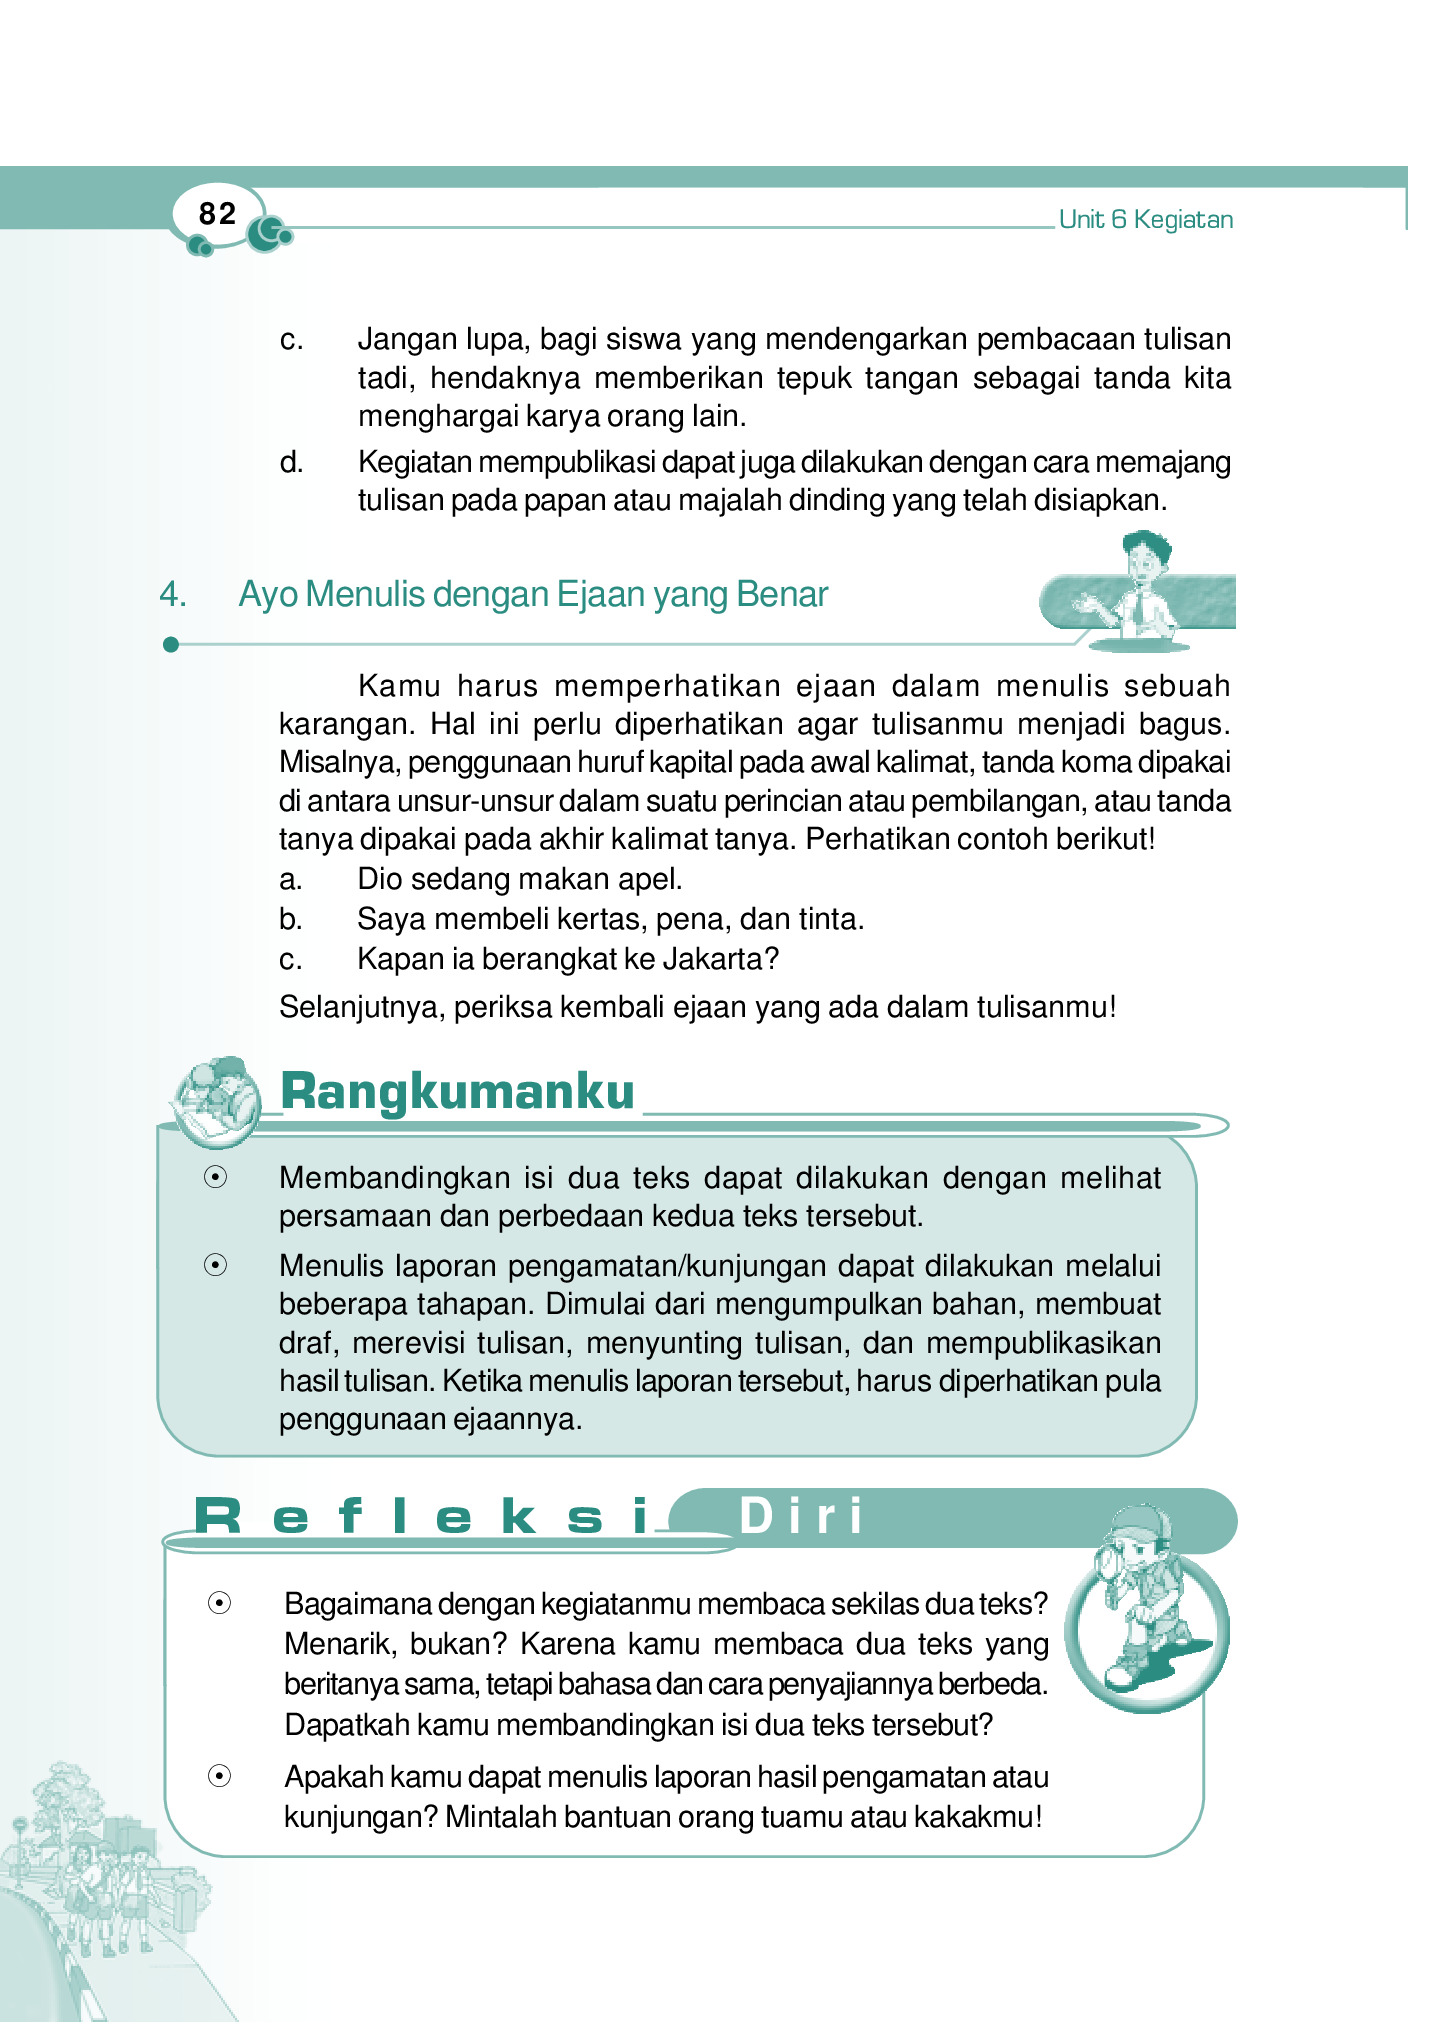 82
Unit 6 Kegiatan
c. Jangan lupa, bagi siswa yang mendengarkan pembacaan tulisan
tadi, hendaknya memberikan tepuk tangan sebagai tanda kita
menghargai karya orang lain.
d. Kegiatan mempublikasi dapat juga dilakukan dengan cara memajang
tulisan pada papan atau majalah dinding yang telah disiapkan.
4. Ayo Menulis dengan Ejaan yang Benar
Kamu harus memperhatikan ejaan dalam menulis sebuah
karangan. Hal ini perlu diperhatikan agar tulisanmu menjadi bagus.
Misalnya, penggunaan huruf kapital pada awal kalimat, tanda koma dipakai
di antara unsur-unsur dalam suatu perincian atau pembilangan, atau tanda
tanya dipakai pada akhir kalimat tanya. Perhatikan contoh berikut!
a. Dio sedang makan apel.
b. Saya membeli kertas, pena, dan tinta.
c. Kapan ia berangkat ke Jakarta?
Selanjutnya, periksa kembali ejaan yang ada dalam tulisanmu!
Rangkumanku
Membandingkan isi dua teks dapat dilakukan dengan melihat
persamaan dan perbedaan kedua teks tersebut.
Menulis laporan pengamatan/kunjungan dapat dilakukan melalui
beberapa tahapan. Dimulai dari mengumpulkan bahan, membuat
draf, merevisi tulisan, menyunting tulisan, dan mempublikasikan
hasil tulisan. Ketika menulis laporan tersebut, harus diperhatikan pula
penggunaan ejaannya.
Refleksi Diri
Bagaimana dengan kegiatanmu membaca sekilas dua teks?
Menarik, bukan? Karena kamu membaca dua teks yang
beritanya sama, tetapi bahasa dan cara penyajiannya berbeda.
Dapatkah kamu membandingkan isi dua teks tersebut?
Apakah kamu dapat menulis laporan hasil pengamatan atau
kunjungan? Mintalah bantuan orang tuamu atau kakakmu!